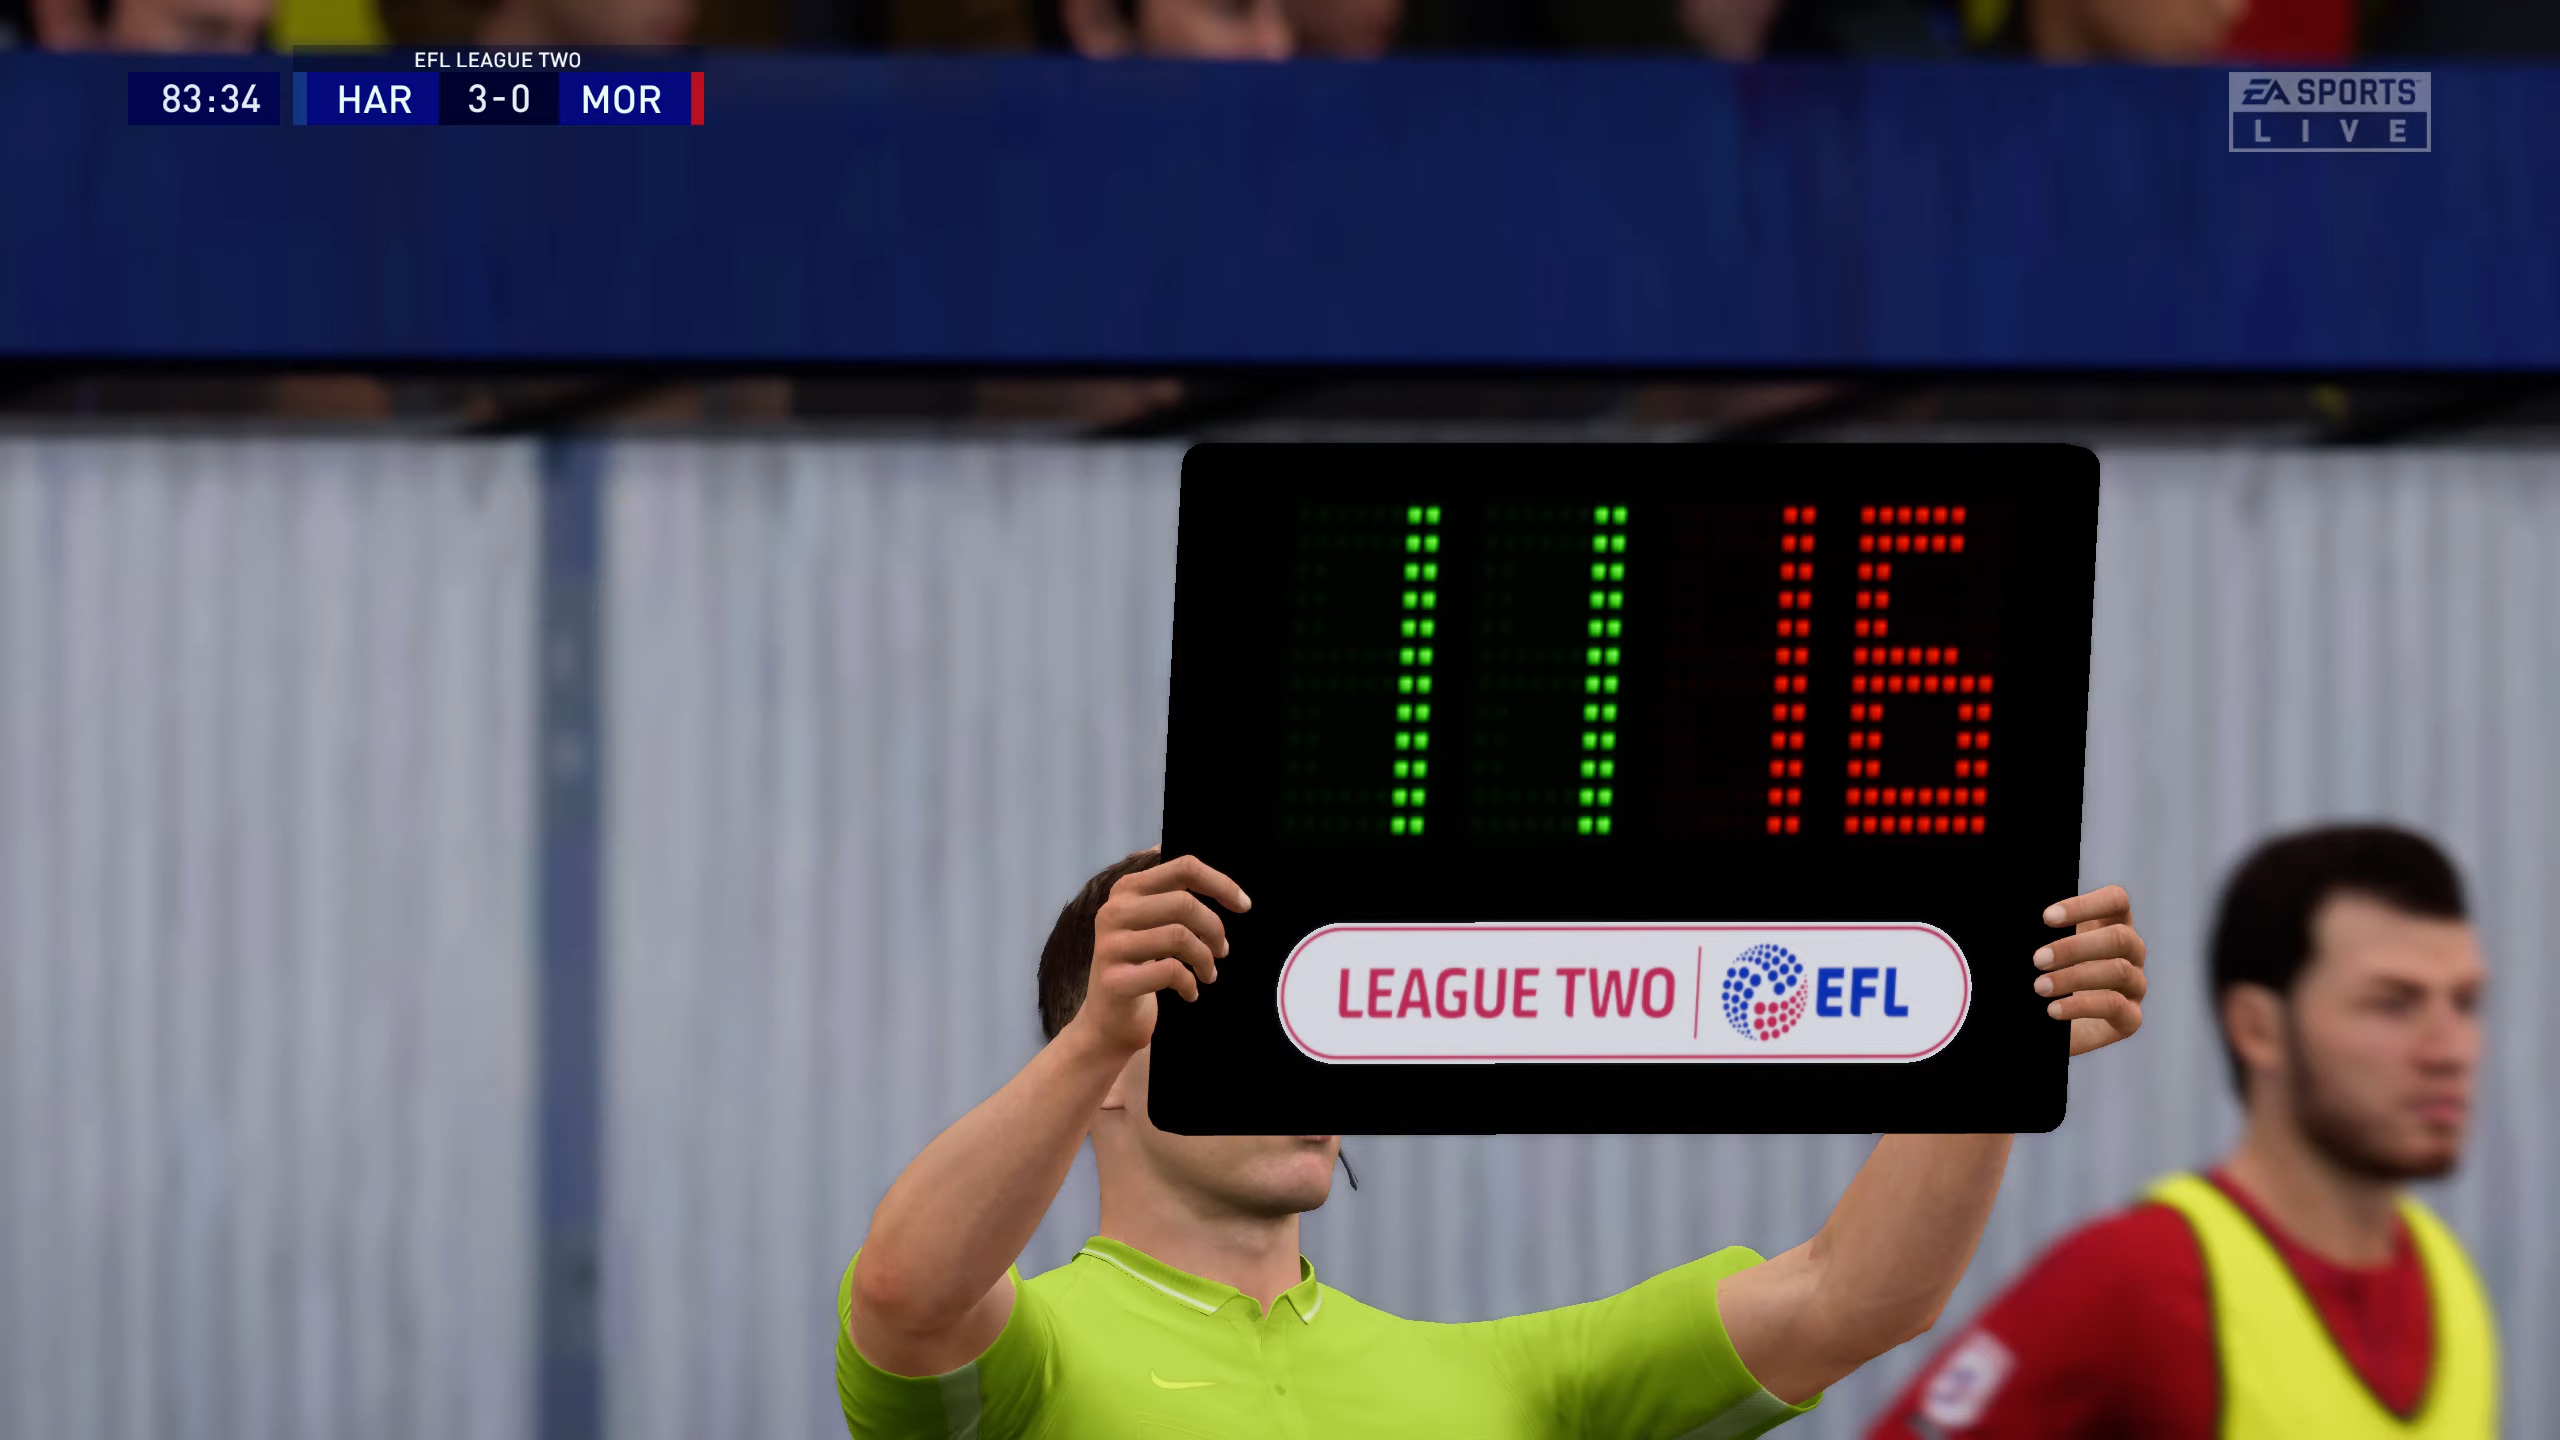 EFL LEAGUE TWO
83:34 HAR 3-0 MOR
EA SPORTS
LIVE
11 16
LEAGUE TWO EFL